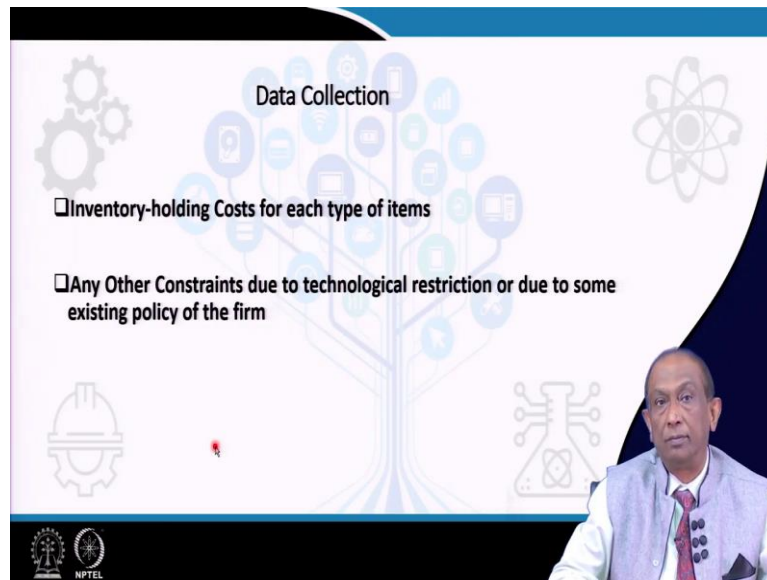 Data Collection
❑Inventory-holding Costs for each type of items
❑Any Other Constraints due to technological restriction or due to some
existing policy of the firm
NPTEL